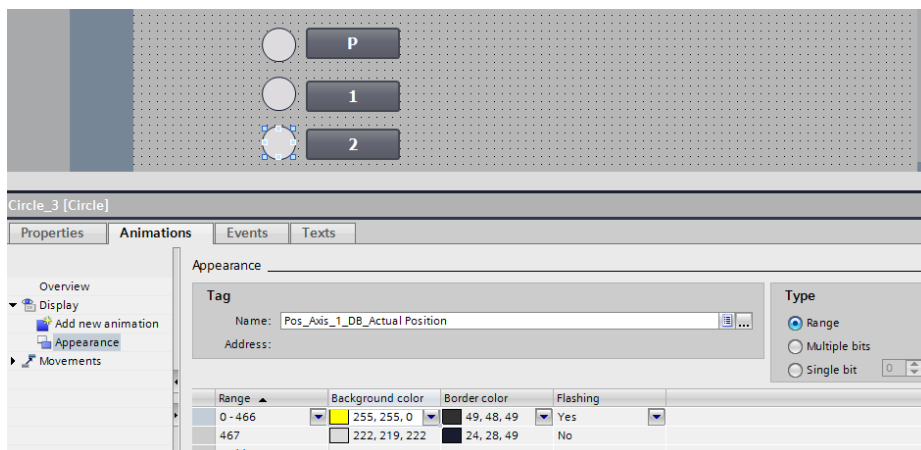 P
1
2
Circle_3 [Circle]
Properties Animations Events Texts
Appearance
Overview
Display
Add new animation
Appearance
Movements
Tag
Name: Pos_Axis_1_DB_Actual Position ...
Address:
Type
Range
Multiple bits
Single bit 0
Range Background color Border color Flashing
0 - 466 255, 255, 0 49, 48, 49 Yes
467 222, 219, 222 24, 28, 49 No